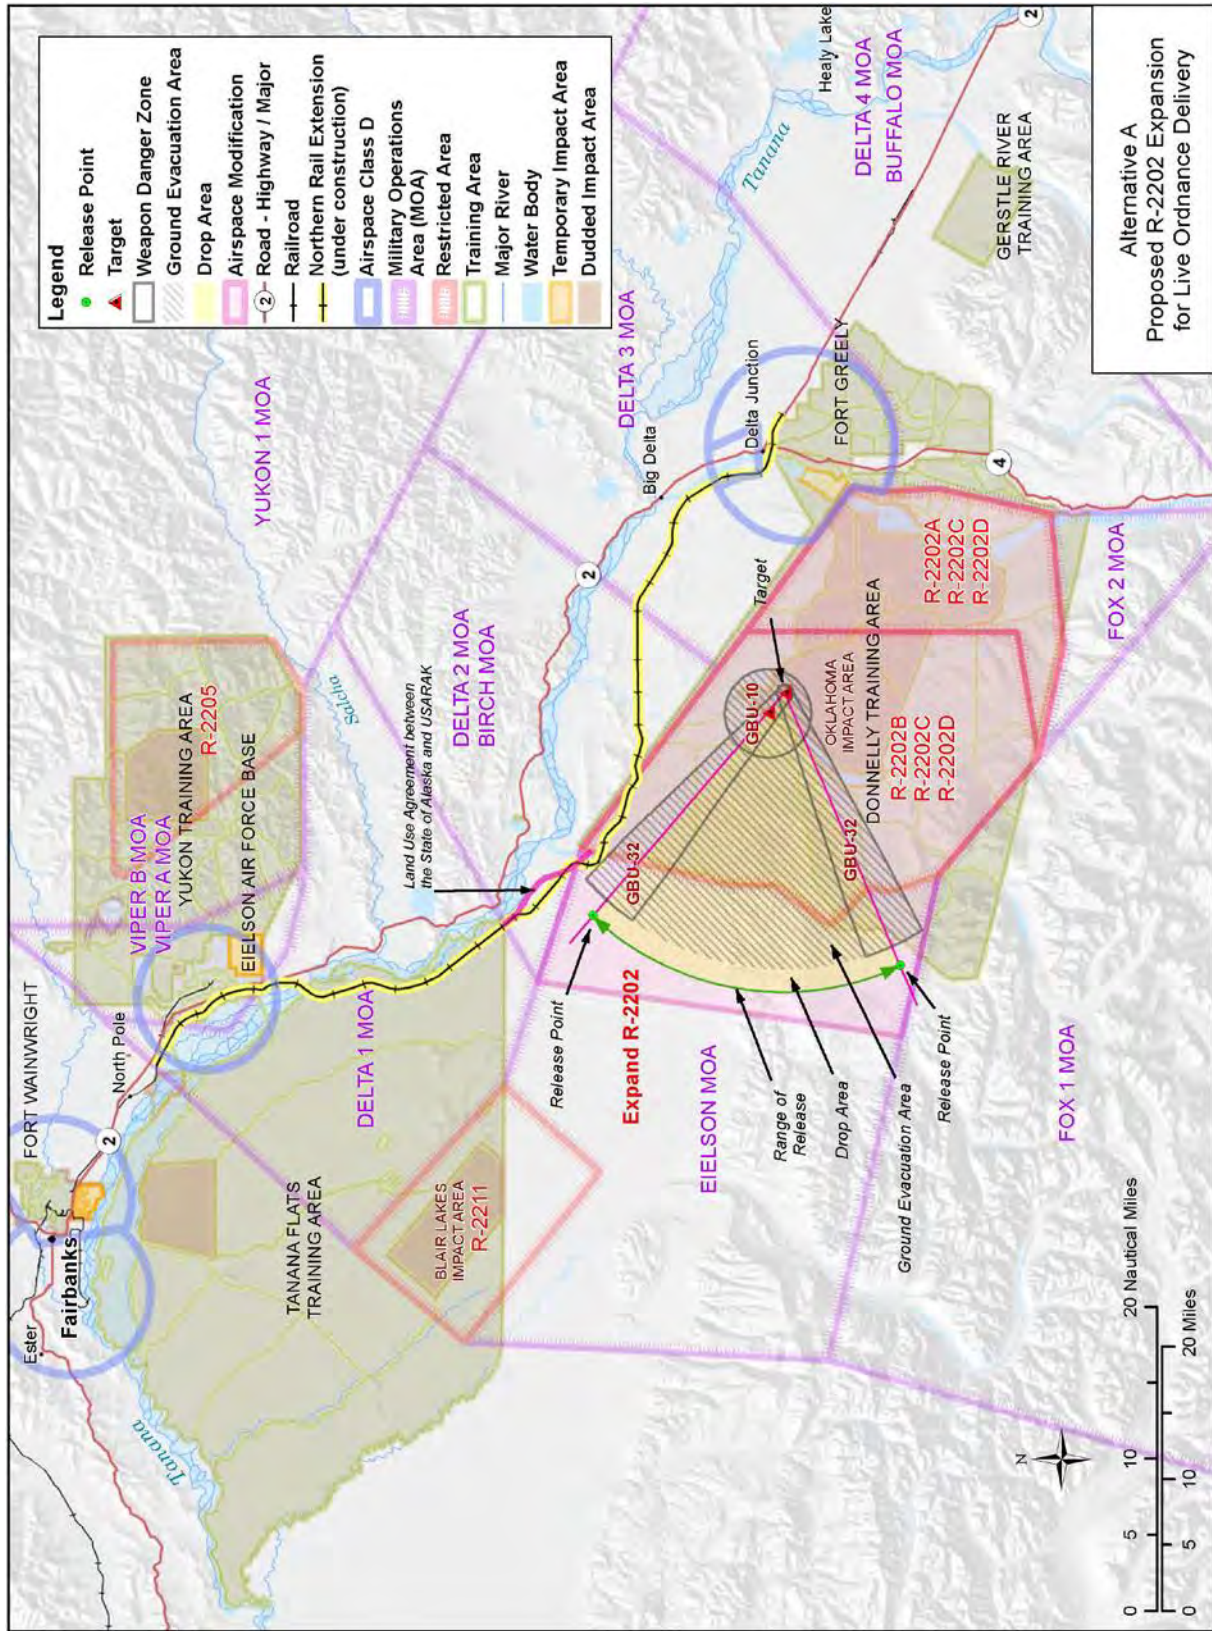 Legend
Release Point
Target
Weapon Danger Zone
Ground Evacuation Area
Drop Area
Airspace Modification
2
Road - Highway / Major
Railroad
Northern Rail Extension
(under construction)
Airspace Class D
Military Operations
Area (MOA)
Restricted Area
Training Area
Major River
Water Body
Temporary Impact Area
Dudded Impact Area
Ester
Fairbanks
FORT WAINWRIGHT
2
North Pole
Tanana
TANANA FLATS
TRAINING AREA
VIPER B MOA
VIPER A MOA
YUKON TRAINING AREA
R-2205
EIELSON AIR FORCE BASE
YUKON 1 MOA
Salcha
DELTA 1 MOA
BLAIR LAKES
IMPACT AREA
R-2211
Land Use Agreement between
the State of Alaska and USARAK
DELTA 2 MOA
BIRCH MOA
2
DELTA 3 MOA
Big Delta
Delta Junction
Tanana
Healy Lake
2
DELTA 4 MOA
BUFFALO MOA
GERSTLE RIVER
TRAINING AREA
FORT GREELY
4
Release Point
Expand R-2202
EIELSON MOA
GBU-32
GBU-10
Target
OKLAHOMA
IMPACT AREA
DONNELLY TRAINING AREA
GBU-32
R-2202B
R-2202C
R-2202D
R-2202A
R-2202C
R-2202D
Range of
Release
Drop Area
Ground Evacuation Area
Release Point
FOX 1 MOA
FOX 2 MOA
N
0 5 10 20 Nautical Miles
0 5 10 20 Miles
Alternative A
Proposed R-2202 Expansion
for Live Ordnance Delivery